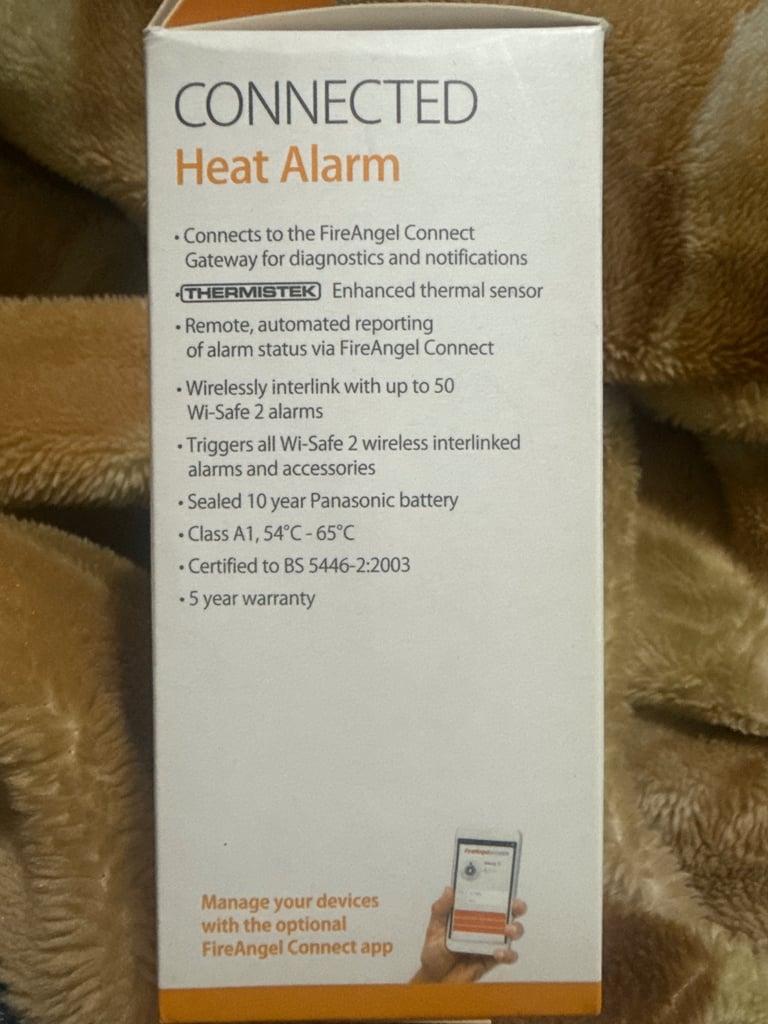 CONNECTED
Heat Alarm
• Connects to the FireAngel Connect
Gateway for diagnostics and notifications
• THERMISTEK Enhanced thermal sensor
• Remote, automated reporting
of alarm status via FireAngel Connect
• Wirelessly interlink with up to 50
Wi-Safe 2 alarms
• Triggers all Wi-Safe 2 wireless interlinked
alarms and accessories
• Sealed 10 year Panasonic battery
• Class A1, 54°C - 65°C
• Certified to BS 5446-2:2003
• 5 year warranty
Manage your devices
with the optional
FireAngel Connect app